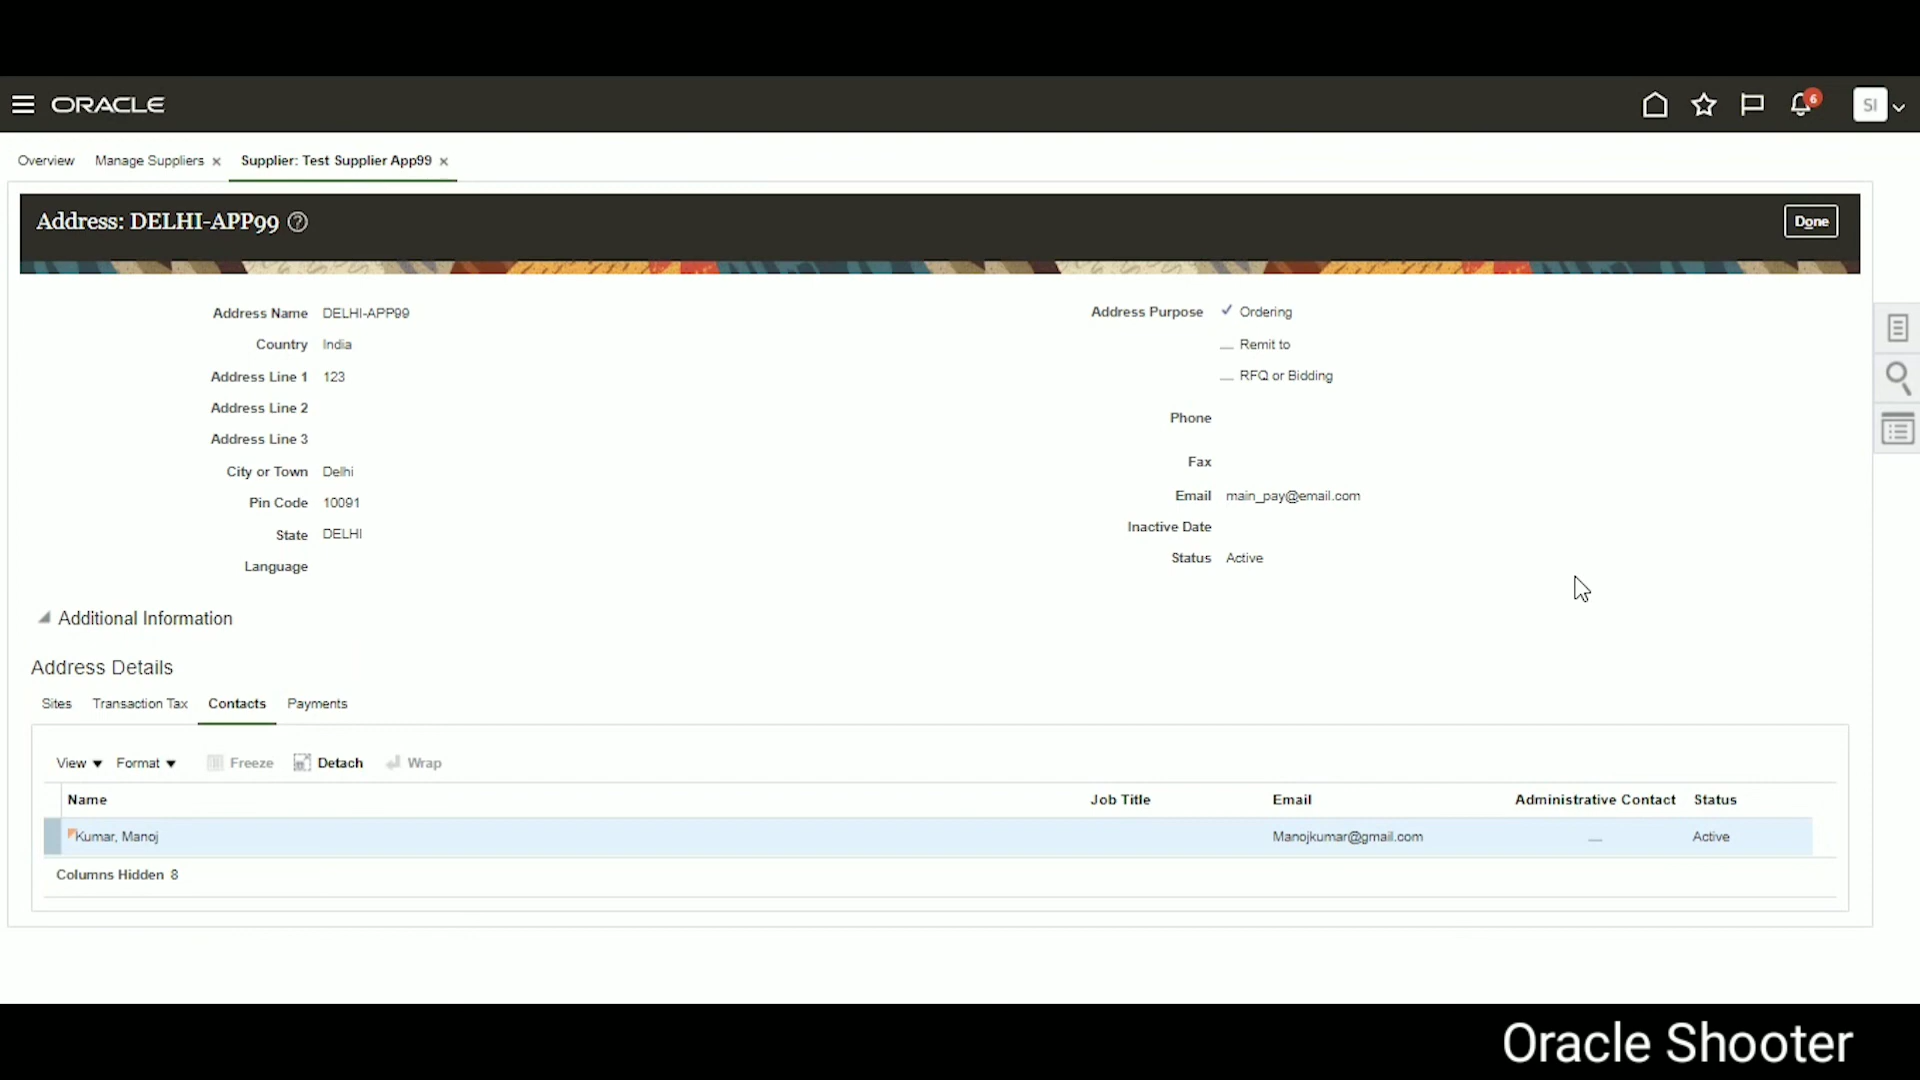 ORACLE
6
SI
Overview Manage Suppliers × Supplier: Test Supplier App99 ×
Address: DELHI-APP99 ?
Done
Address Name DELHI-APP99
Country India
Address Line 1 123
Address Line 2
Address Line 3
City or Town Delhi
Pin Code 10091
State DELHI
Language
Address Purpose Ordering
Remit to
RFQ or Bidding
Phone
Fax
Email main_pay@email.com
Inactive Date
Status Active
Additional Information
Address Details
Sites Transaction Tax Contacts Payments
View Format Freeze Detach Wrap
Name Job Title Email Administrative Contact Status
Kumar, Manoj Manojkumar@gmail.com Active
Columns Hidden 8
Oracle Shooter